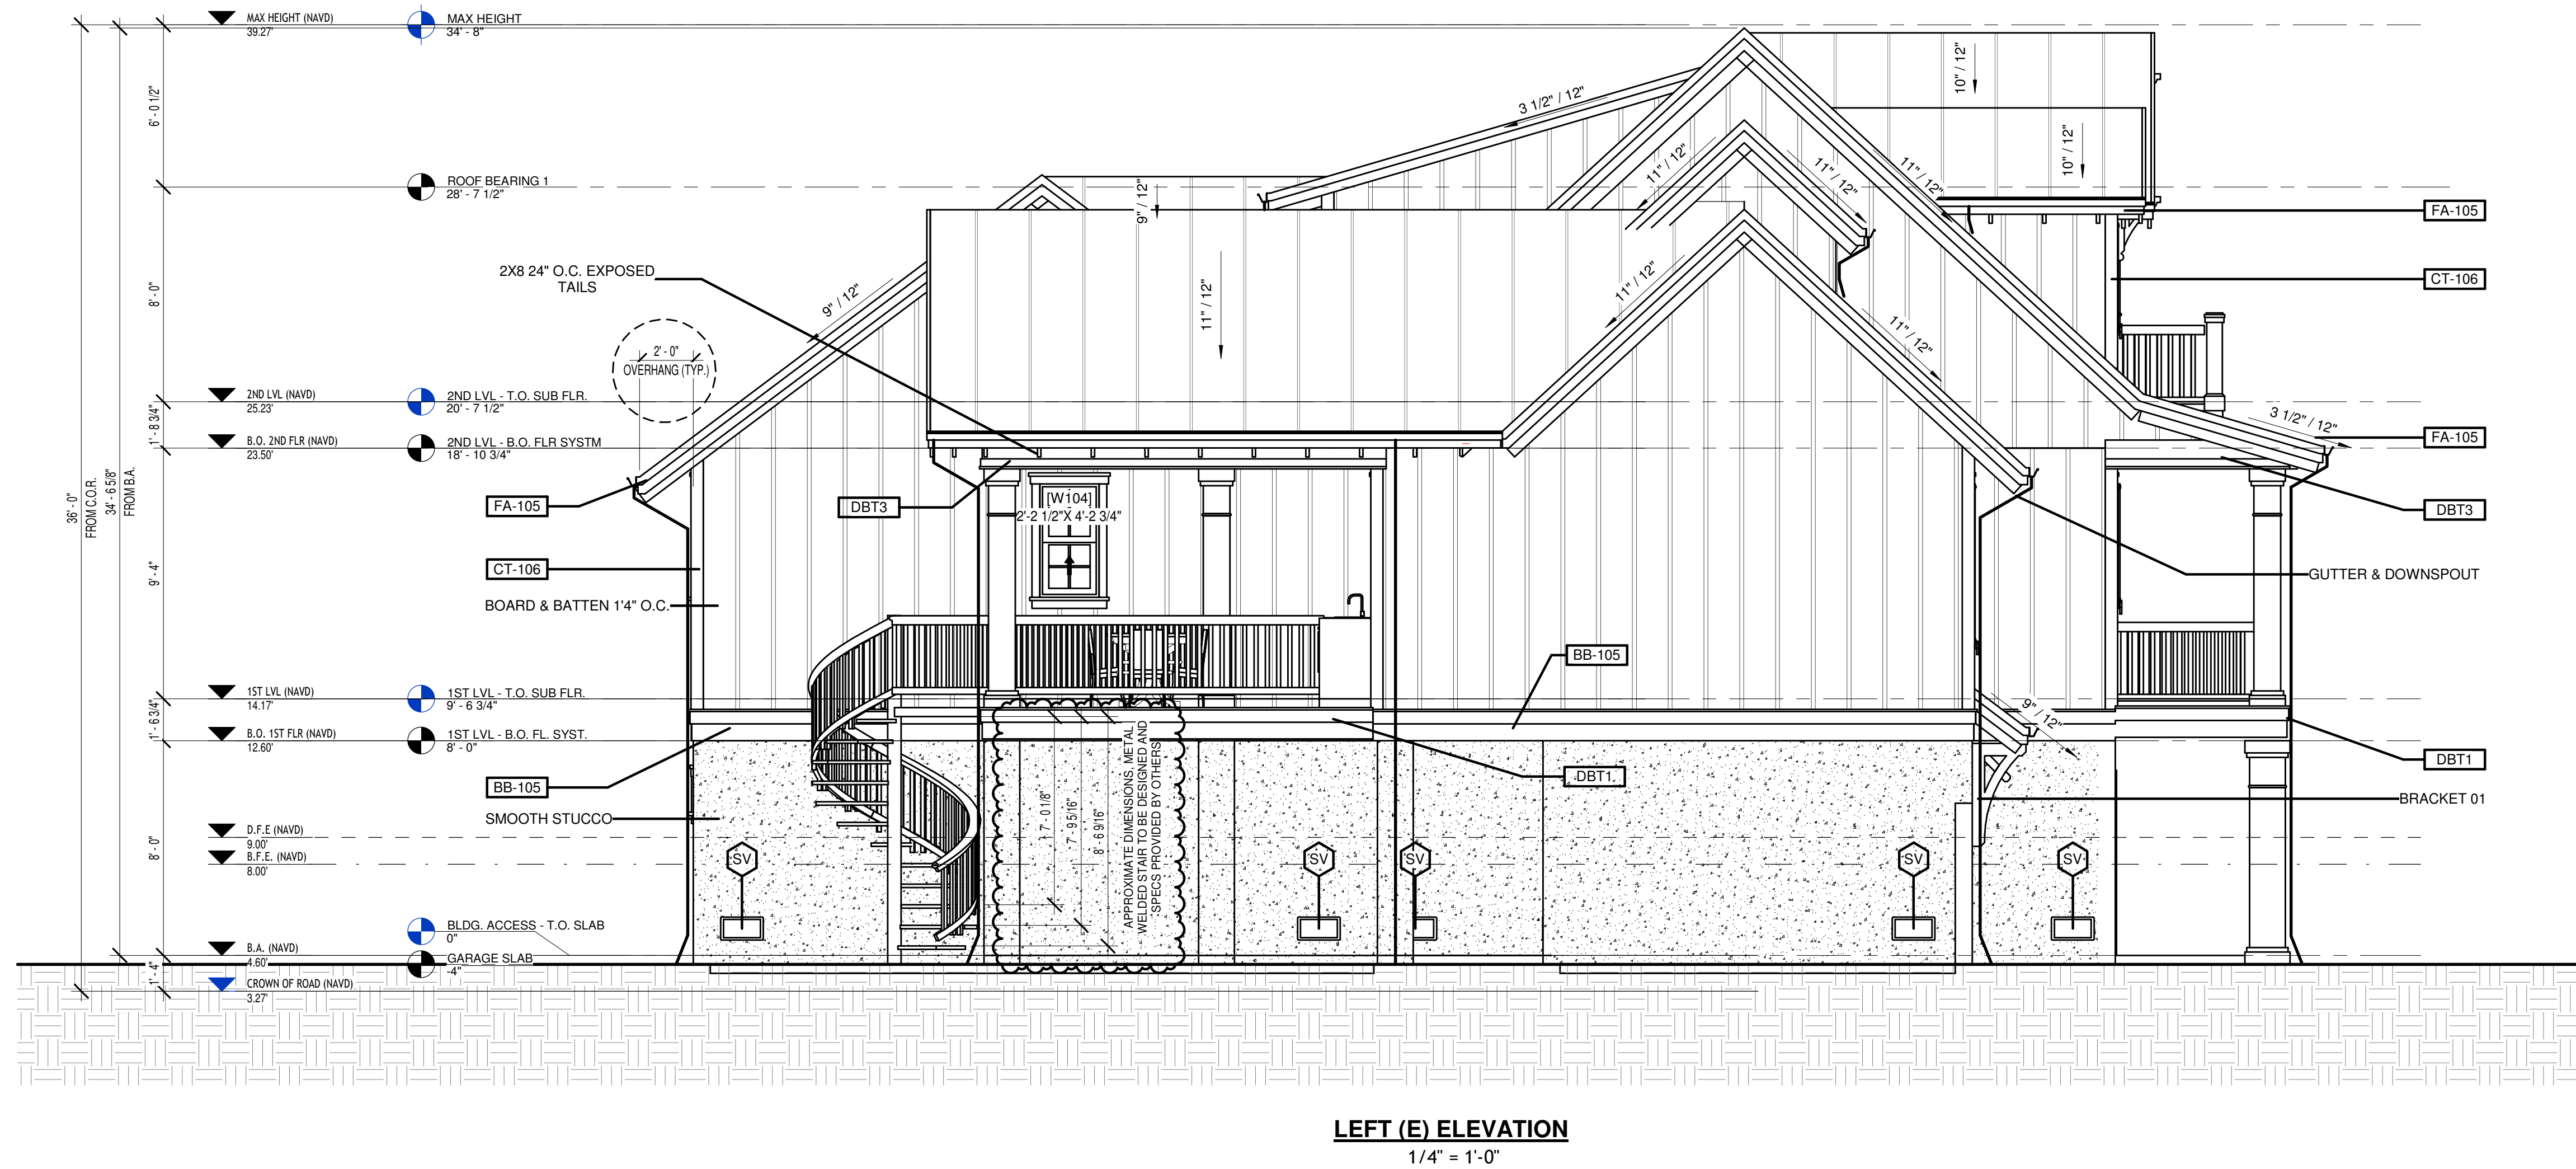 MAX HEIGHT (NAVD)
39.27'
MAX HEIGHT
34' - 8"
6' - 0 1/2"
ROOF BEARING 1
28' - 7 1/2"
8' - 0"
2X8 24" O.C. EXPOSED
TAILS
2' - 0"
OVERHANG (TYP.)
2ND LVL (NAVD)
25.23'
2ND LVL - T.O. SUB FLR.
20' - 7 1/2"
1' - 8 3/4"
B.O. 2ND FLR (NAVD)
23.50'
2ND LVL - B.O. FLR SYSTM
18' - 10 3/4"
36' - 0"
FROM C.O.R.
34' - 6 5/8"
FROM B.A.
9' - 4"
FA-105
CT-106
BOARD & BATTEN 1'4" O.C.
DBT3
[W104]
2'-2 1/2"X 4'-2 3/4"
1ST LVL (NAVD)
14.17'
1ST LVL - T.O. SUB FLR.
9' - 6 3/4"
1' - 6 3/4"
B.O. 1ST FLR (NAVD)
12.60'
1ST LVL - B.O. FL. SYST.
8' - 0"
BB-105
SMOOTH STUCCO
8' - 0"
D.F.E (NAVD)
9.00'
B.F.E. (NAVD)
8.00'
BLDG. ACCESS - T.O. SLAB
0"
B.A. (NAVD)
4.60'
GARAGE SLAB
-4"
1' - 4"
CROWN OF ROAD (NAVD)
3.27'
9" / 12"
9" / 12"
11" / 12"
3 1/2" / 12"
11" / 12"
11" / 12"
11" / 12"
11" / 12"
11" / 12"
10" / 12"
10" / 12"
3 1/2" / 12"
9" / 12"
7' - 0 1/8"
7' - 9 5/16"
8' - 6 9/16"
APPROXIMATE DIMENSIONS. METAL
WELDED STAIR TO BE DESIGNED AND
SPECS PROVIDED BY OTHERS
BB-105
DBT1
SV
SV
SV
SV
SV
FA-105
CT-106
FA-105
DBT3
GUTTER & DOWNSPOUT
DBT1
BRACKET 01
LEFT (E) ELEVATION
1/4" = 1'-0"